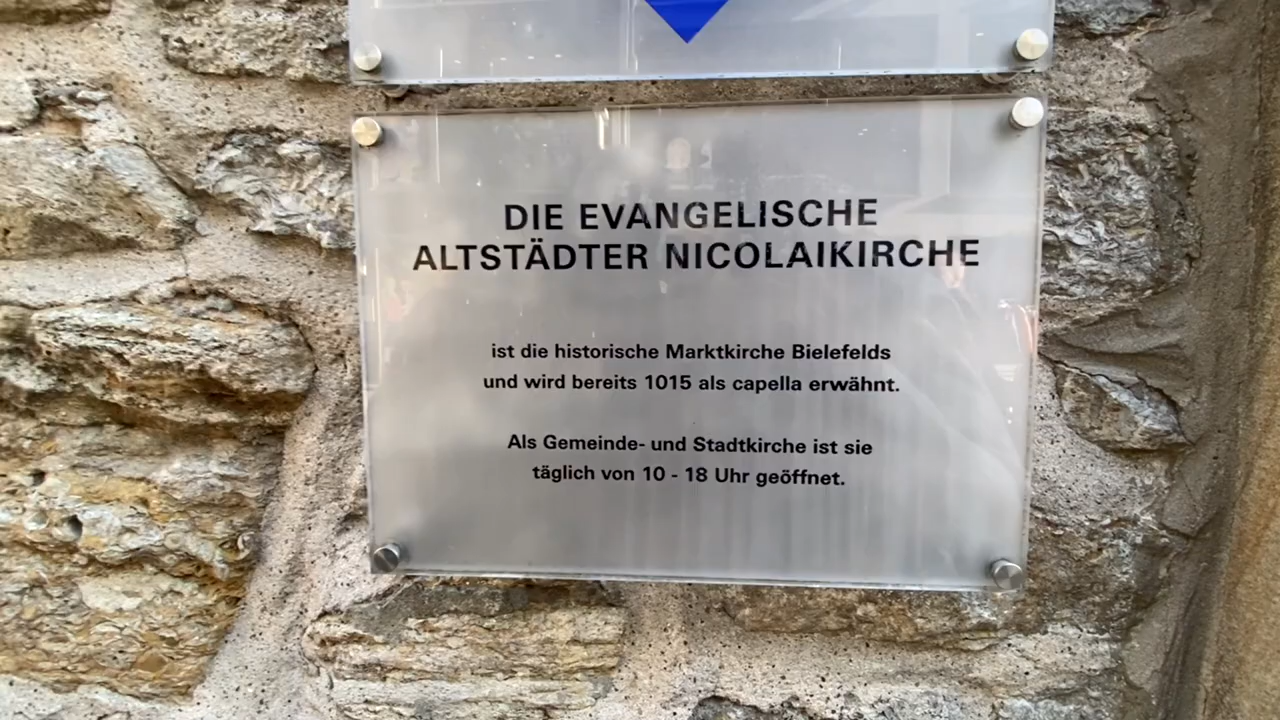 DIE EVANGELISCHE
ALTSTÄDTER NICOLAIKIRCHE
ist die historische Marktkirche Bielefelds
und wird bereits 1015 als capella erwähnt.
Als Gemeinde- und Stadtkirche ist sie
täglich von 10 - 18 Uhr geöffnet.